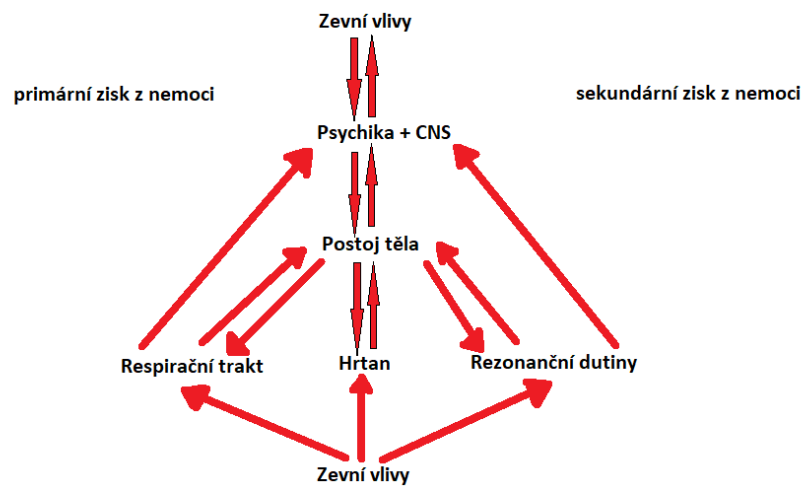 Zevní vlivy
primární zisk z nemoci
sekundární zisk z nemoci
Psychika + CNS
Postoj těla
Respirační trakt
Hrtan
Rezonanční dutiny
Zevní vlivy